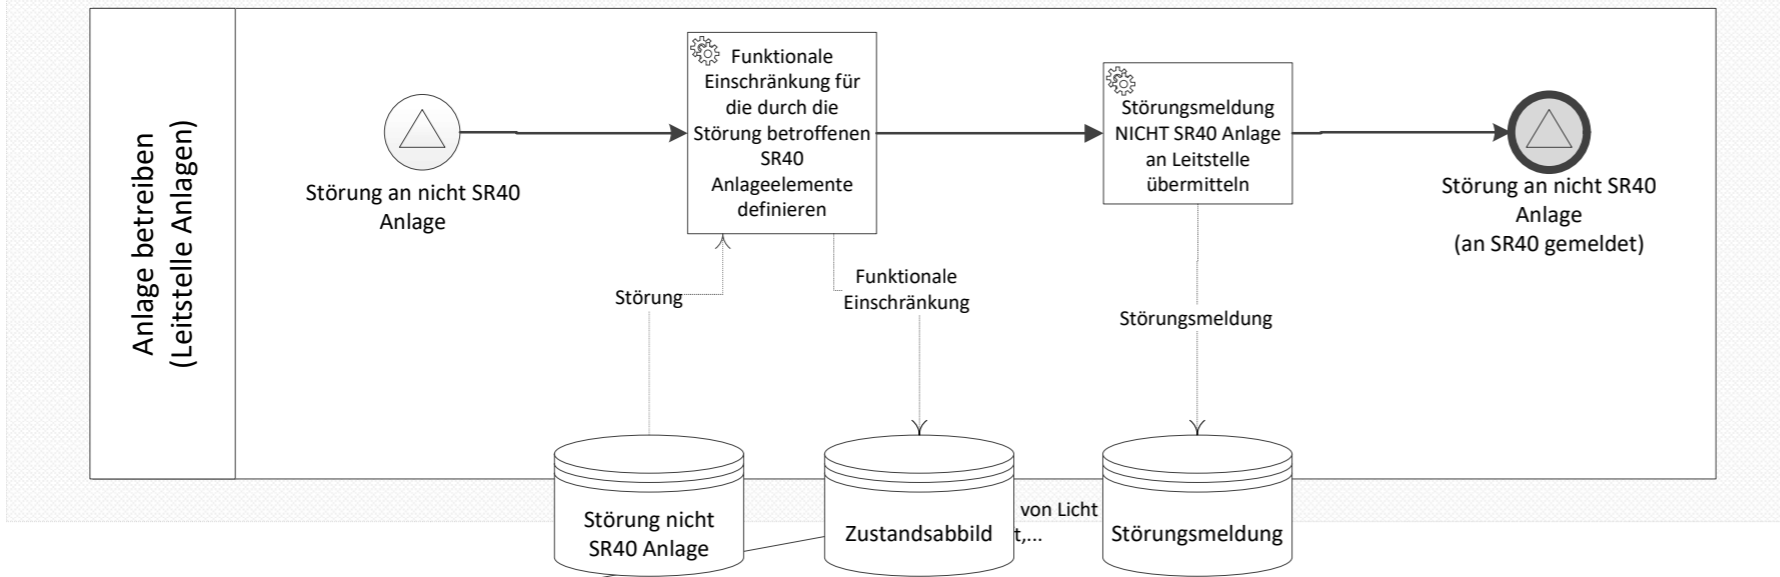 Anlage betreiben
(Leitstelle Anlagen)
Störung an nicht SR40
Anlage
Funktionale
Einschränkung für
die durch die
Störung betroffenen
SR40
Anlageelemente
definieren
Störungsmeldung
NICHT SR40 Anlage
an Leitstelle
übermitteln
Störung an nicht SR40
Anlage
(an SR40 gemeldet)
Störung
Funktionale
Einschränkung
Störungsmeldung
Störung nicht
SR40 Anlage
Zustandsabbild
von Licht
t,...
Störungsmeldung